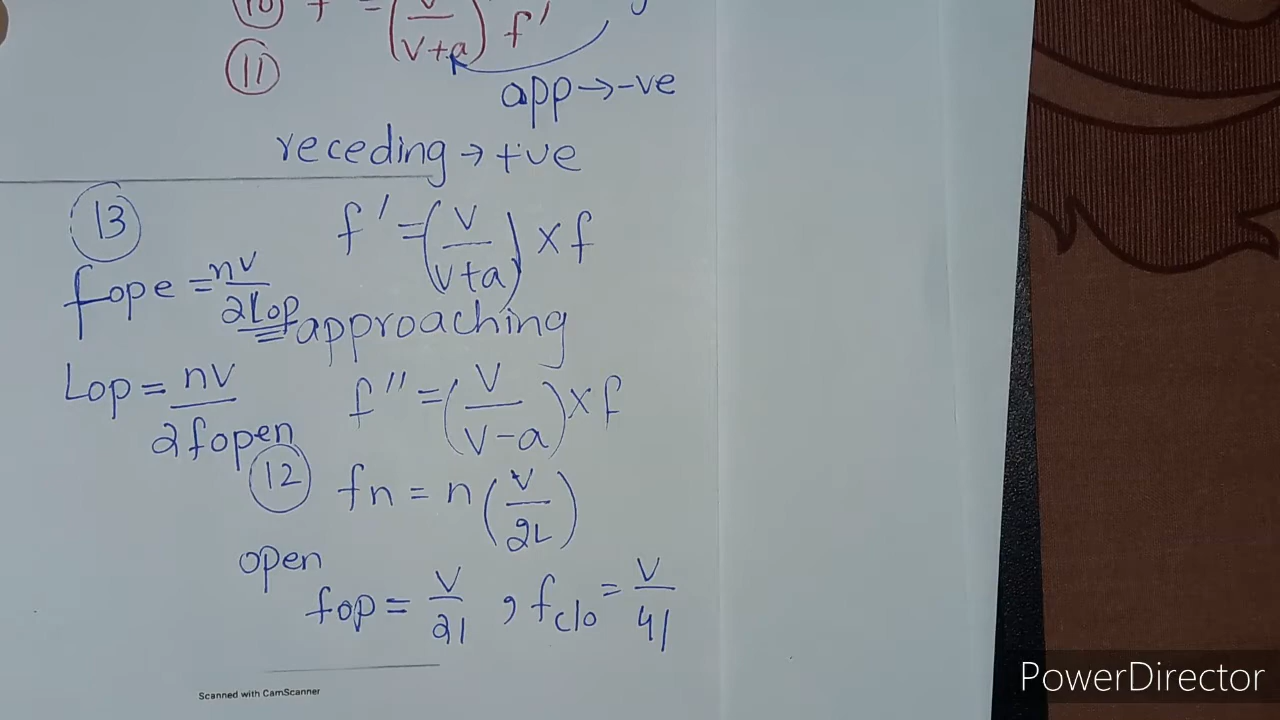 (10) f = (V/V+a) f'
(11)
app→-ve
receding→+ve
(13) f' = (V/V+a) × f
fope = nV/2Lop
approaching
Lop = nV/2fopen
f'' = (V/V-a) × f
(12) fn = n(V/2L)
open
fop = V/2l , fclo = V/4l
Scanned with CamScanner
PowerDirector